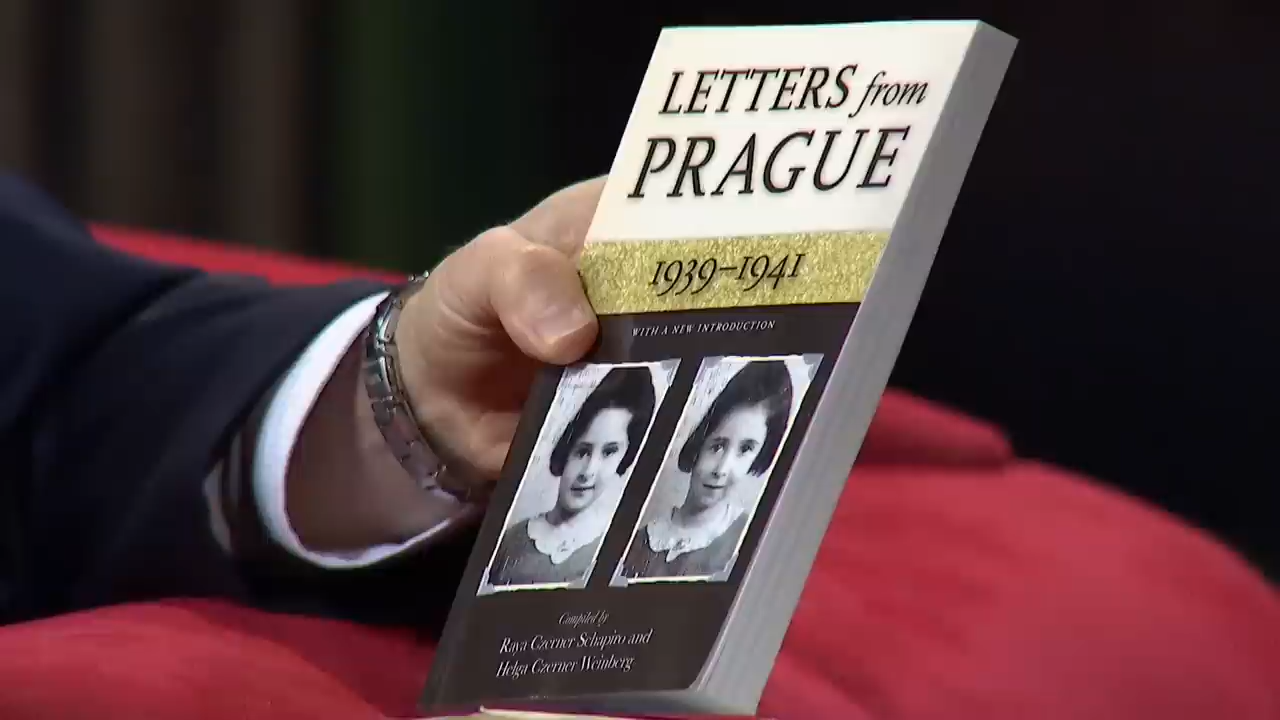 LETTERS from
PRAGUE
1939–1941
WITH A NEW INTRODUCTION
Compiled by
Raya Czerner Schapiro and
Helga Czerner Weinberg